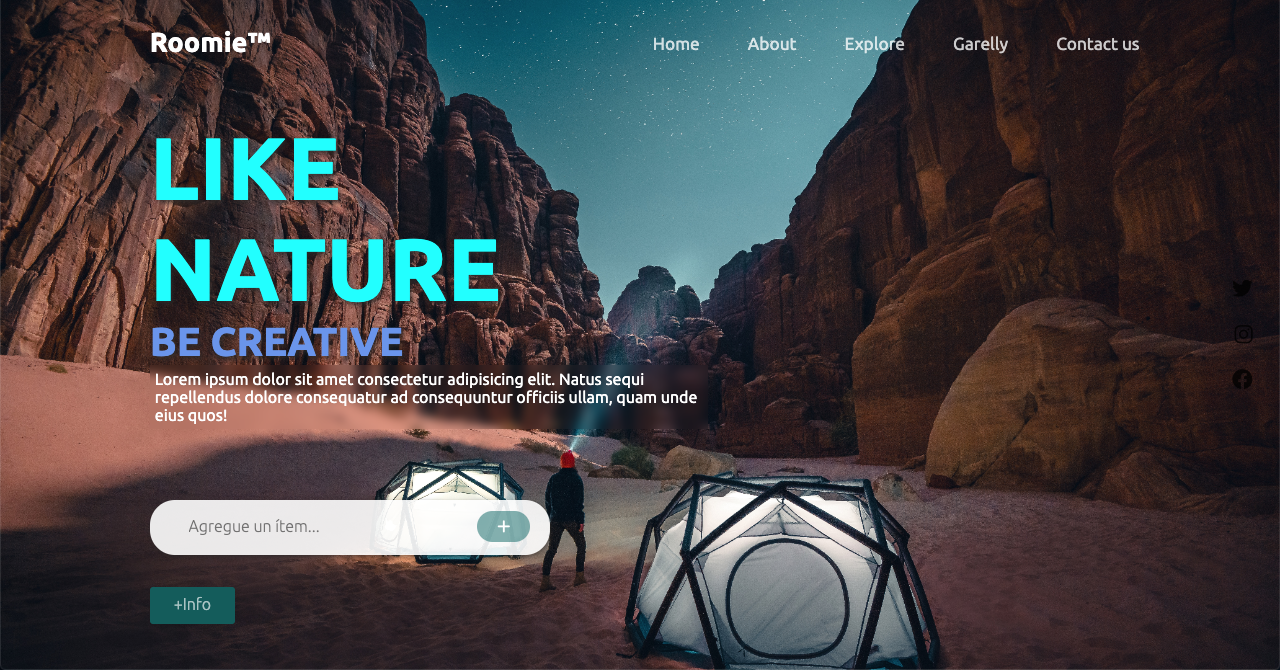 Roomie™
Home About Explore Garelly Contact us
LIKE
NATURE
BE CREATIVE
Lorem ipsum dolor sit amet consectetur adipisicing elit. Natus sequi
repellendus dolore consequatur ad consequuntur officiis ullam, quam unde
eius quos!
Agregue un ítem...
+
+Info